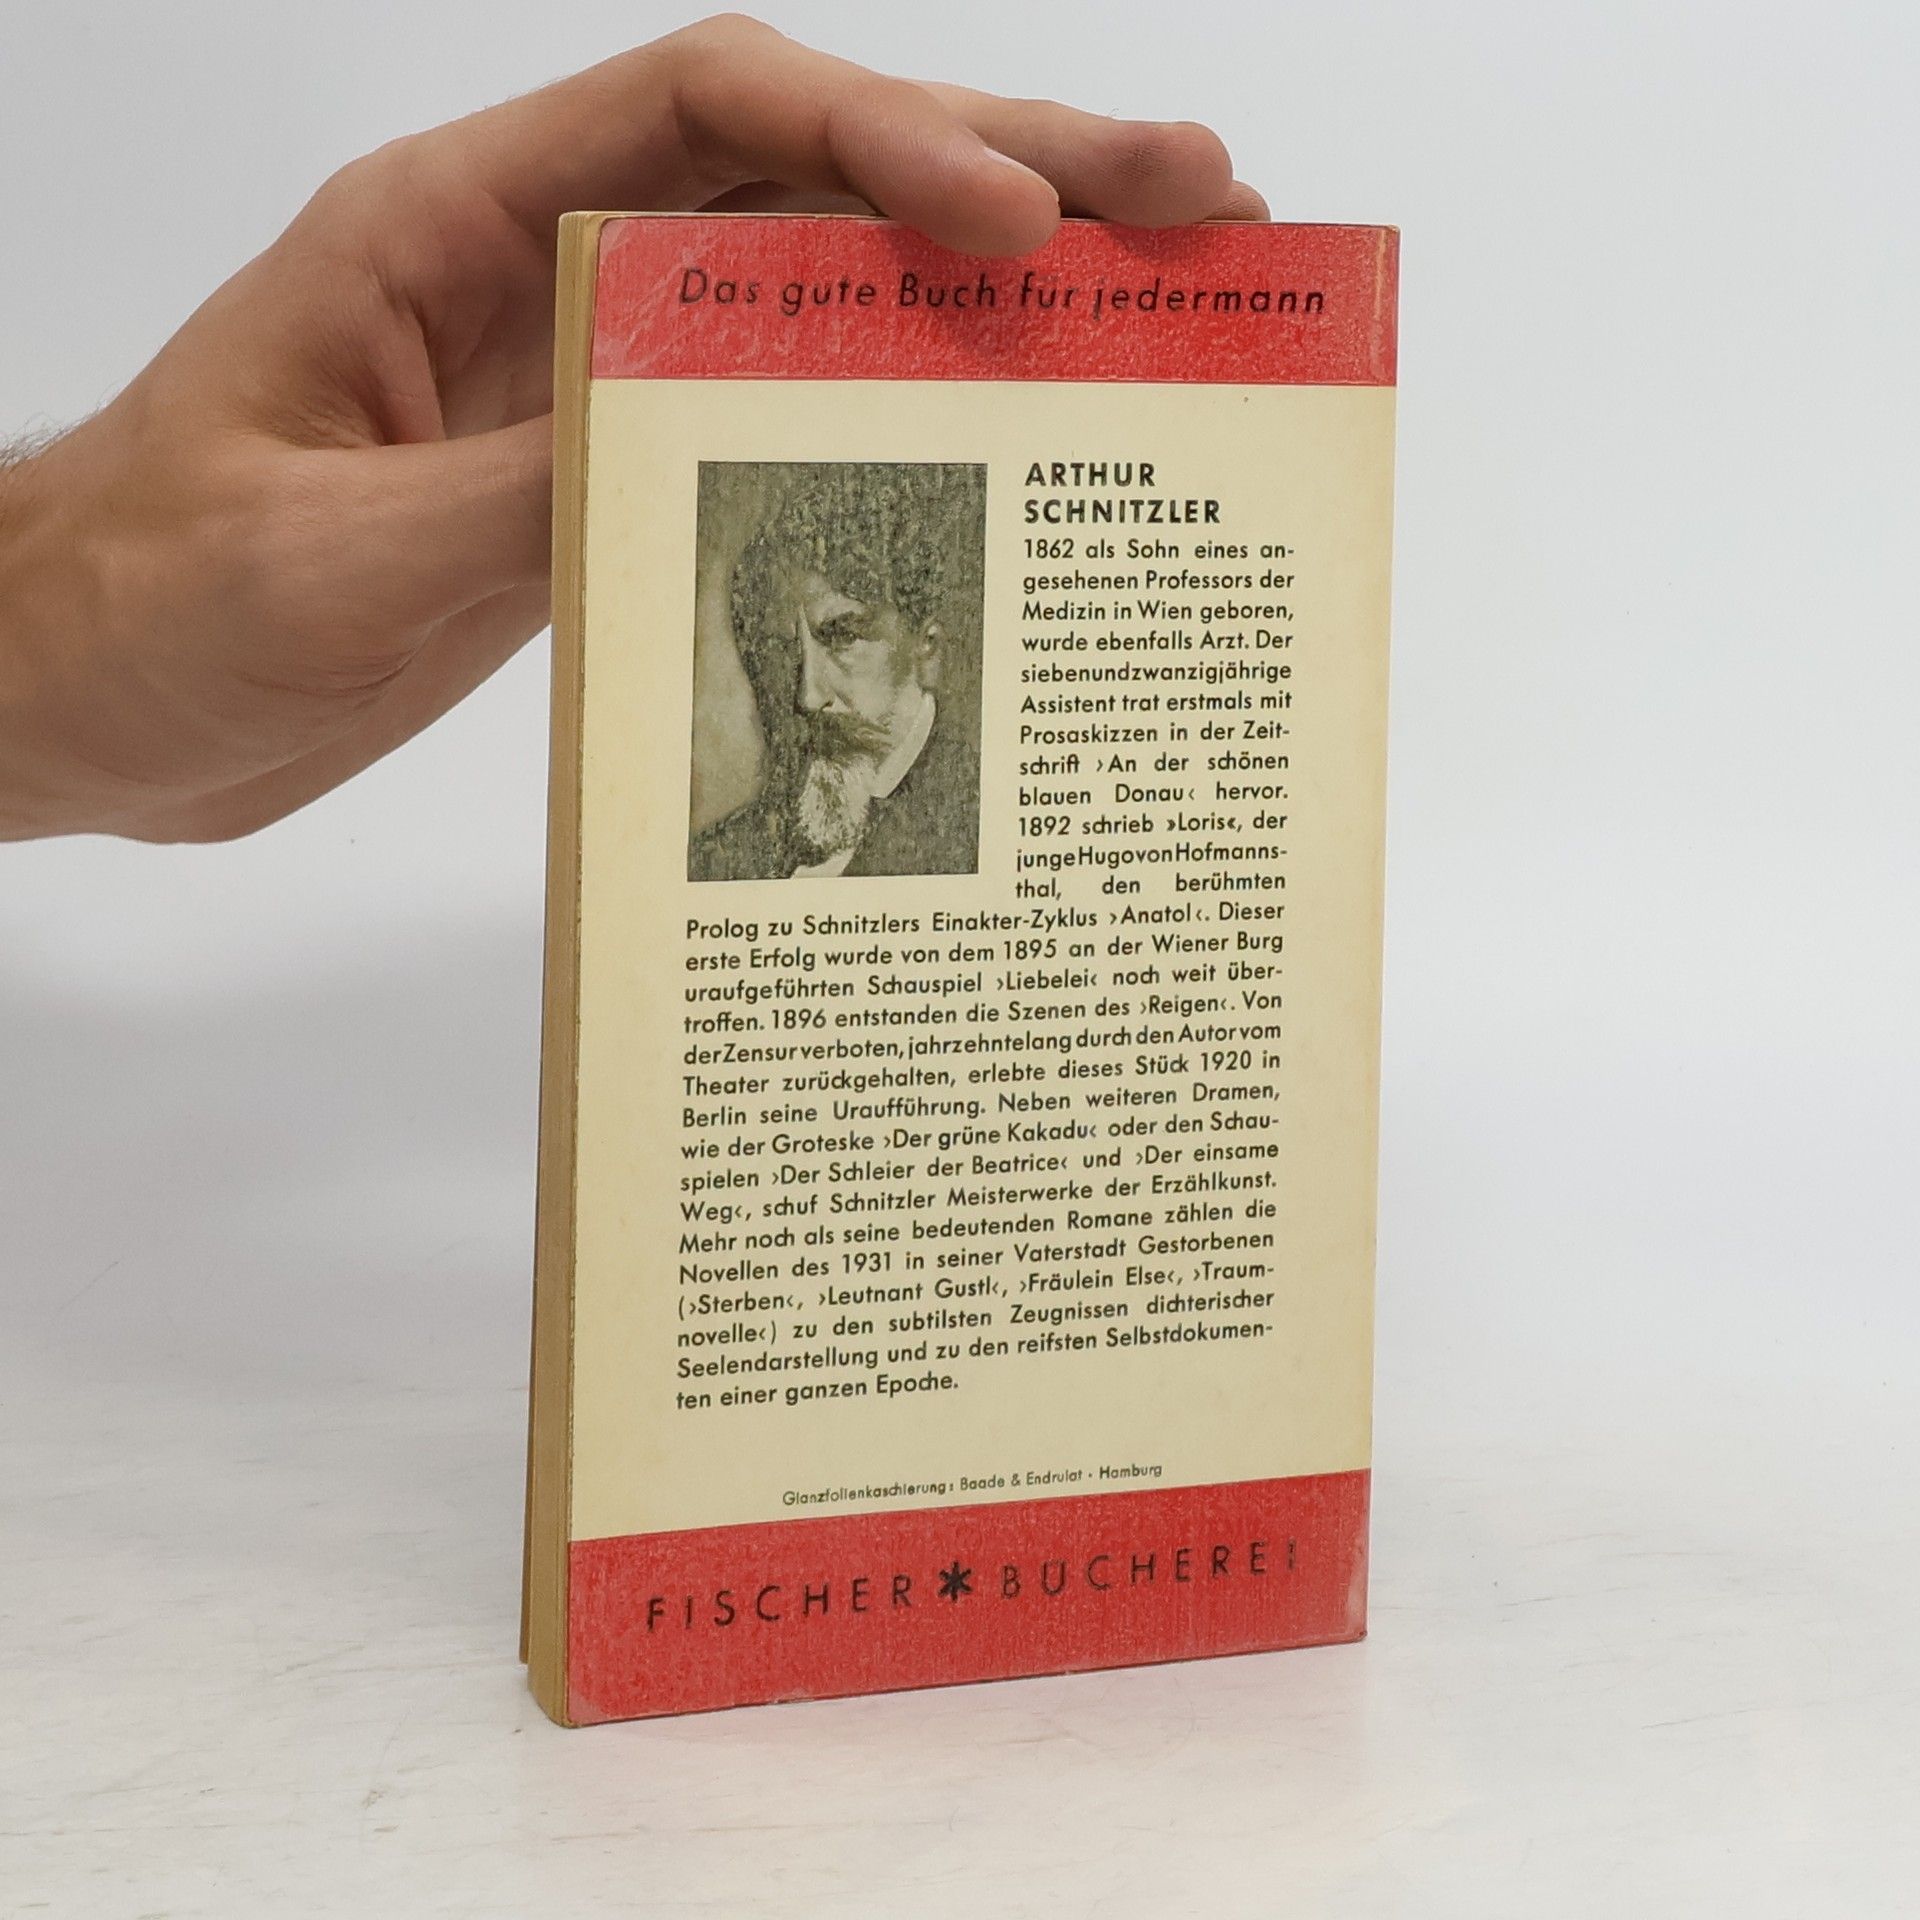 Das gute Buch für jedermann
ARTHUR
SCHNITZLER
1862 als Sohn eines an-
gesehenen Professors der
Medizin in Wien geboren,
wurde ebenfalls Arzt. Der
siebenundzwanzigjährige
Assistent trat erstmals mit
Prosaskizzen in der Zeit-
schrift ›An der schönen
blauen Donau‹ hervor.
1892 schrieb »Loris«, der
junge Hugo von Hofmanns-
thal, den berühmten
Prolog zu Schnitzlers Einakter-Zyklus ›Anatol‹. Dieser
erste Erfolg wurde von dem 1895 an der Wiener Burg
uraufgeführten Schauspiel ›Liebelei‹ noch weit über-
troffen. 1896 entstanden die Szenen des ›Reigen‹. Von
der Zensur verboten, jahrzehntelang durch den Autor vom
Theater zurückgehalten, erlebte dieses Stück 1920 in
Berlin seine Uraufführung. Neben weiteren Dramen,
wie der Groteske ›Der grüne Kakadu‹ oder den Schau-
spielen ›Der Schleier der Beatrice‹ und ›Der einsame
Weg‹, schuf Schnitzler Meisterwerke der Erzählkunst.
Mehr noch als seine bedeutenden Romane zählen die
Novellen des 1931 in seiner Vaterstadt Gestorbenen
(›Sterben‹, ›Leutnant Gustl‹, ›Fräulein Else‹, ›Traum-
novelle‹) zu den subtilsten Zeugnissen dichterischer
Seelendarstellung und zu den reifsten Selbstdokumen-
ten einer ganzen Epoche.
Glanzfolienkaschierung: Baade & Endrulat · Hamburg
FISCHER * BÜCHEREI